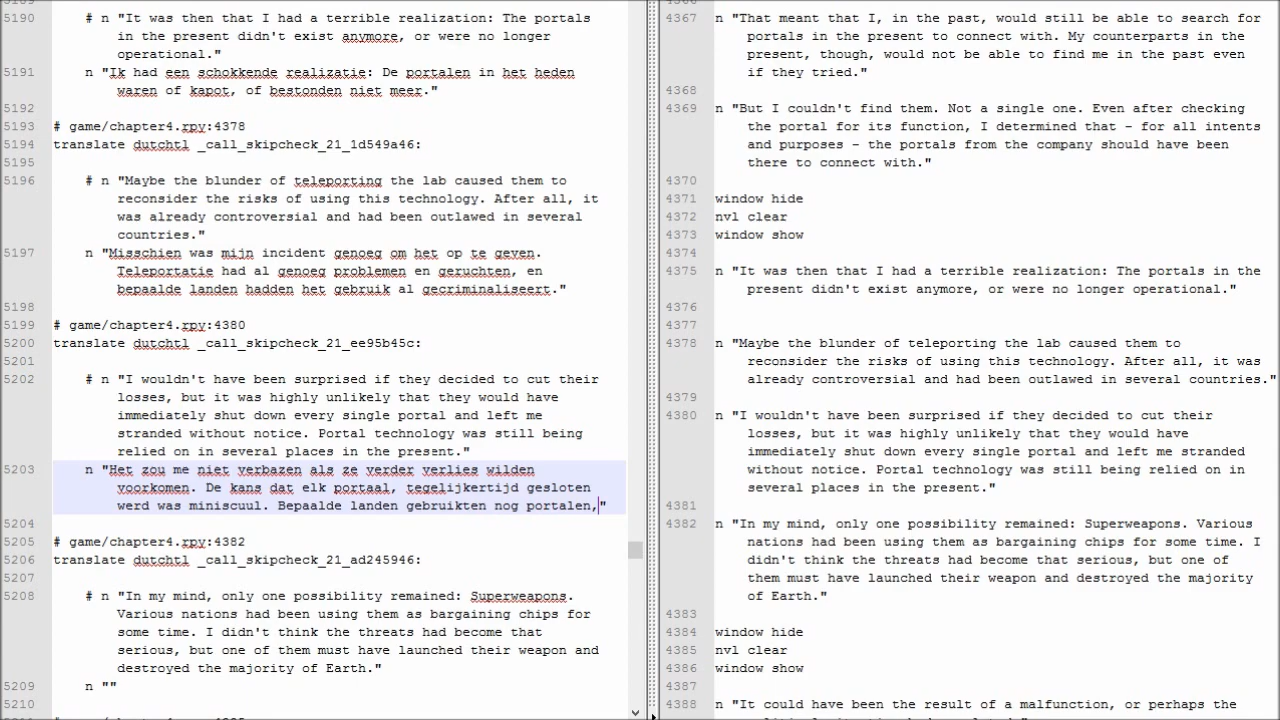 # n "It was then that I had a terrible realization: The portals
in the present didn't exist anymore, or were no longer
operational."
5190
5191 n "Ik had een schokkende realizatie: De portalen in het heden
waren of kapot, of bestonden niet meer."
5192
5193 # game/chapter4.rpy:4378
5194 translate dutchtl _call_skipcheck_21_1d549a46:
5195
5196 # n "Maybe the blunder of teleporting the lab caused them to
reconsider the risks of using this technology. After all, it
was already controversial and had been outlawed in several
countries."
5197 n "Misschien was mijn incident genoeg om het op te geven.
Teleportatie had al genoeg problemen en geruchten, en
bepaalde landen hadden het gebruik al gecriminaliseert."
5198
5199 # game/chapter4.rpy:4380
5200 translate dutchtl _call_skipcheck_21_ee95b45c:
5201
5202 # n "I wouldn't have been surprised if they decided to cut their
losses, but it was highly unlikely that they would have
immediately shut down every single portal and left me
stranded without notice. Portal technology was still being
relied on in several places in the present."
5203 n "Het zou me niet verbazen als ze verder verlies wilden
voorkomen. De kans dat elk portaal, tegelijkertijd gesloten
werd was miniscuul. Bepaalde landen gebruikten nog portalen,"
5204
5205 # game/chapter4.rpy:4382
5206 translate dutchtl _call_skipcheck_21_ad245946:
5207
5208 # n "In my mind, only one possibility remained: Superweapons.
Various nations had been using them as bargaining chips for
some time. I didn't think the threats had become that
serious, but one of them must have launched their weapon and
destroyed the majority of Earth."
5209 n ""
5210
4367 n "That meant that I, in the past, would still be able to search for
portals in the present to connect with. My counterparts in the
present, though, would not be able to find me in the past even
if they tried."
4368
4369 n "But I couldn't find them. Not a single one. Even after checking
the portal for its function, I determined that - for all intents
and purposes - the portals from the company should have been
there to connect with."
4370
4371 window hide
4372 nvl clear
4373 window show
4374
4375 n "It was then that I had a terrible realization: The portals in the
present didn't exist anymore, or were no longer operational."
4376
4377
4378 n "Maybe the blunder of teleporting the lab caused them to
reconsider the risks of using this technology. After all, it was
already controversial and had been outlawed in several countries."
4379
4380 n "I wouldn't have been surprised if they decided to cut their
losses, but it was highly unlikely that they would have
immediately shut down every single portal and left me stranded
without notice. Portal technology was still being relied on in
several places in the present."
4381
4382 n "In my mind, only one possibility remained: Superweapons. Various
nations had been using them as bargaining chips for some time. I
didn't think the threats had become that serious, but one of
them must have launched their weapon and destroyed the majority
of Earth."
4383
4384 window hide
4385 nvl clear
4386 window show
4387
4388 n "It could have been the result of a malfunction, or perhaps the